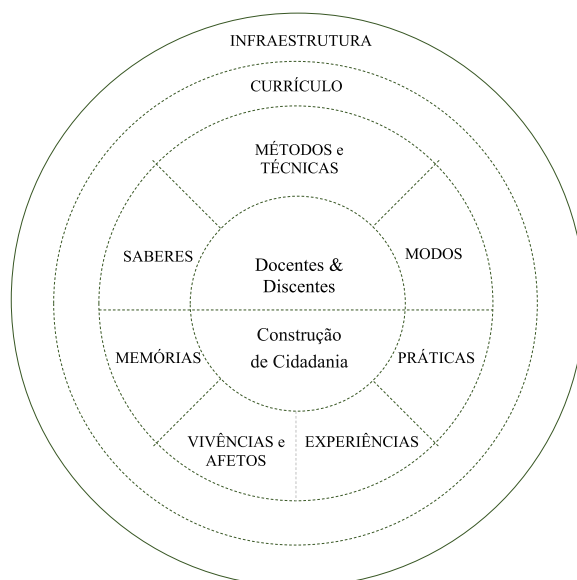 INFRAESTRUTURA
CURRÍCULO
MÉTODOS e
TÉCNICAS
SABERES
MODOS
Docentes &
Discentes
Construção
de Cidadania
MEMÓRIAS
PRÁTICAS
VIVÊNCIAS e
AFETOS
EXPERIÊNCIAS